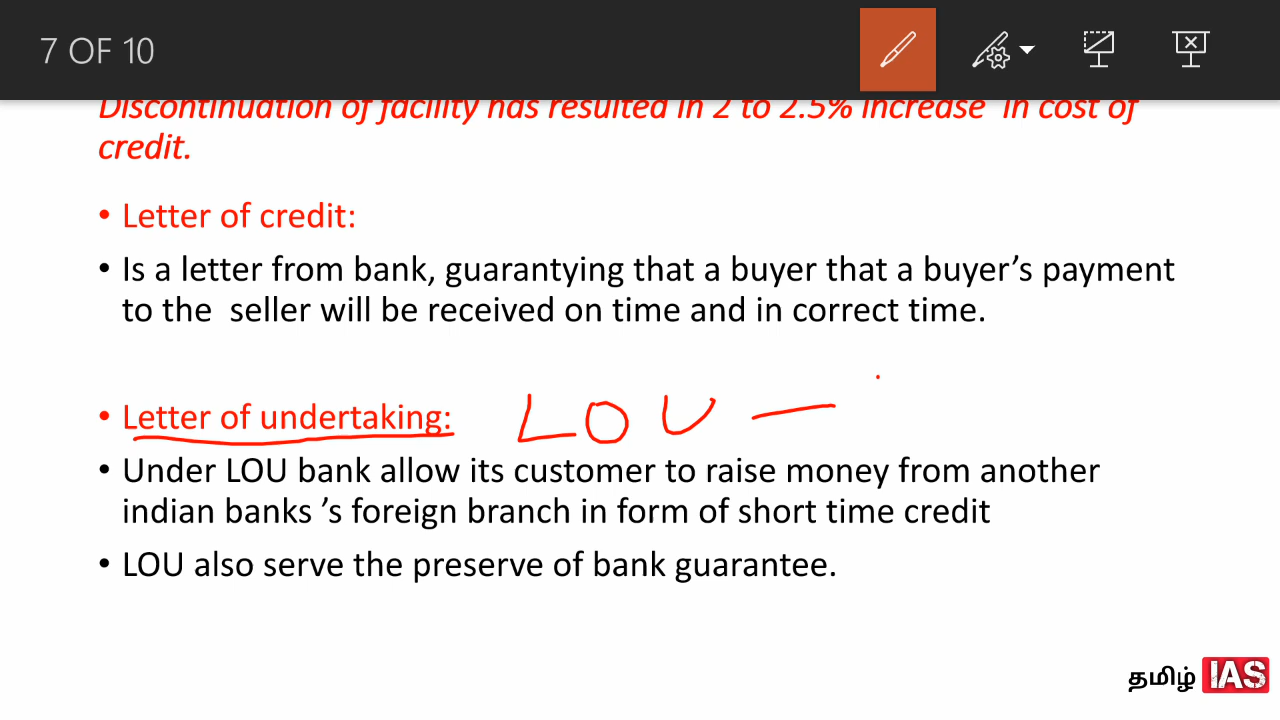 7 OF 10
Discontinuation of facility has resulted in 2 to 2.5% increase in cost of
credit.
• Letter of credit:
• Is a letter from bank, guarantying that a buyer that a buyer’s payment
to the seller will be received on time and in correct time.
• Letter of undertaking: LOU —
• Under LOU bank allow its customer to raise money from another
indian banks ’s foreign branch in form of short time credit
• LOU also serve the preserve of bank guarantee.
தமிழ் IAS